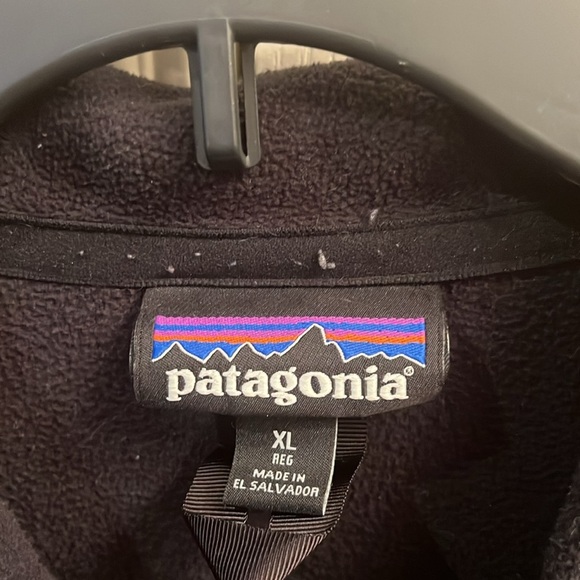 patagonia®
XL
REG
MADE IN
EL SALVADOR